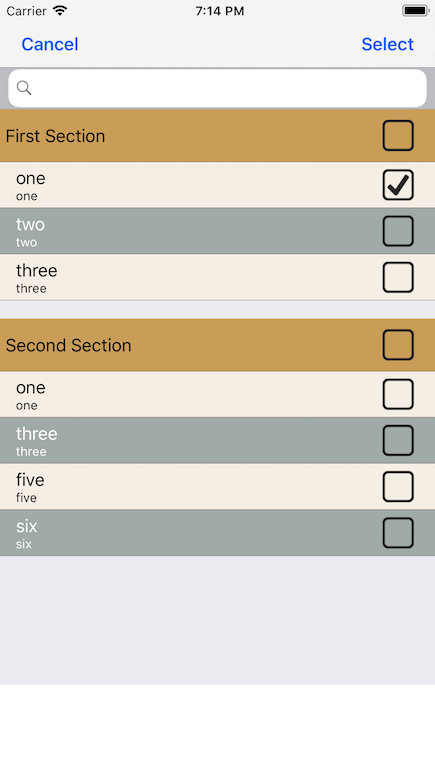 Carrier 7:14 PM
Cancel Select
First Section
one
one
two
two
three
three
Second Section
one
one
three
three
five
five
six
six